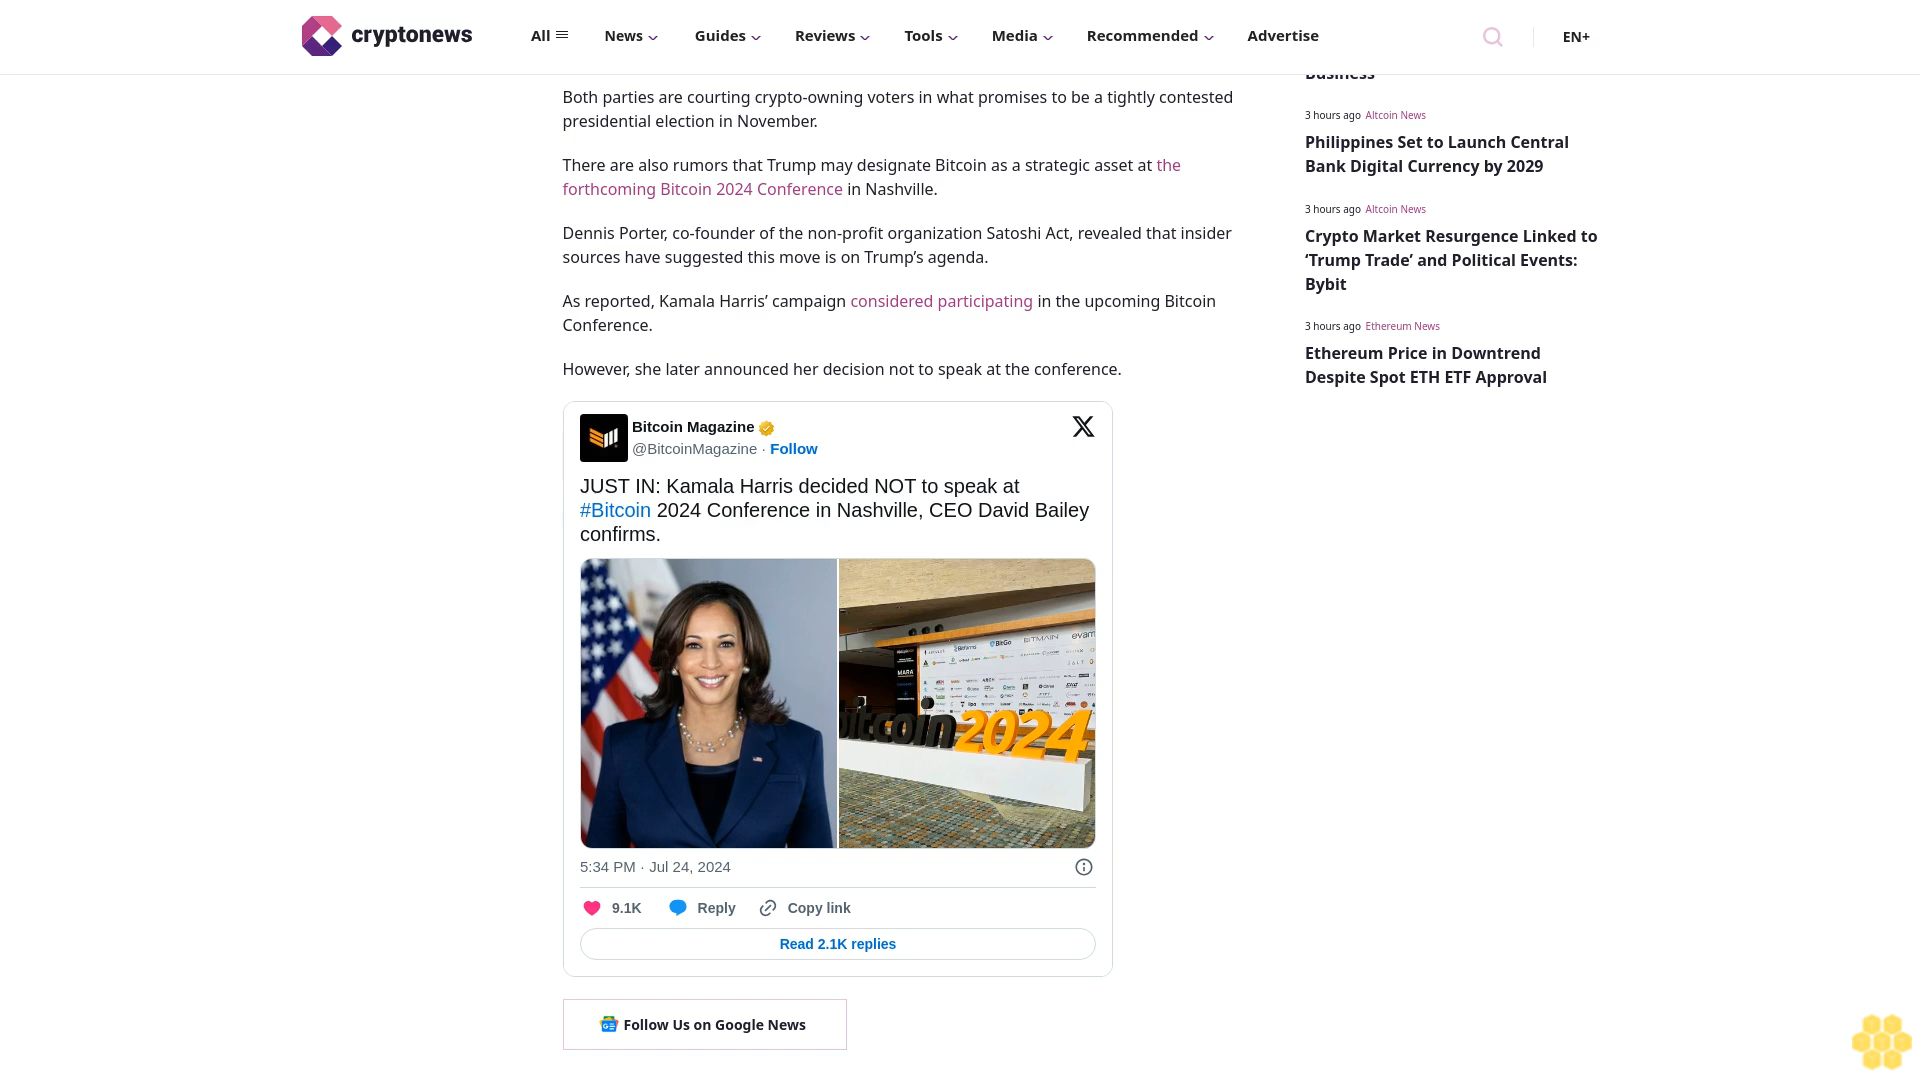 cryptonews
All
News
Guides
Reviews
Tools
Media
Recommended
Advertise
EN+
Both parties are courting crypto-owning voters in what promises to be a tightly contested
presidential election in November.
There are also rumors that Trump may designate Bitcoin as a strategic asset at the
forthcoming Bitcoin 2024 Conference in Nashville.
Dennis Porter, co-founder of the non-profit organization Satoshi Act, revealed that insider
sources have suggested this move is on Trump’s agenda.
As reported, Kamala Harris’ campaign considered participating in the upcoming Bitcoin
Conference.
However, she later announced her decision not to speak at the conference.
Bitcoin Magazine
@BitcoinMagazine · Follow
JUST IN: Kamala Harris decided NOT to speak at
#Bitcoin 2024 Conference in Nashville, CEO David Bailey
confirms.
BitGo
BITMAIN
MARA
bitcoin2024
5:34 PM · Jul 24, 2024
9.1K
Reply
Copy link
Read 2.1K replies
Follow Us on Google News
Business
3 hours ago Altcoin News
Philippines Set to Launch Central
Bank Digital Currency by 2029
3 hours ago Altcoin News
Crypto Market Resurgence Linked to
‘Trump Trade’ and Political Events:
Bybit
3 hours ago Ethereum News
Ethereum Price in Downtrend
Despite Spot ETH ETF Approval